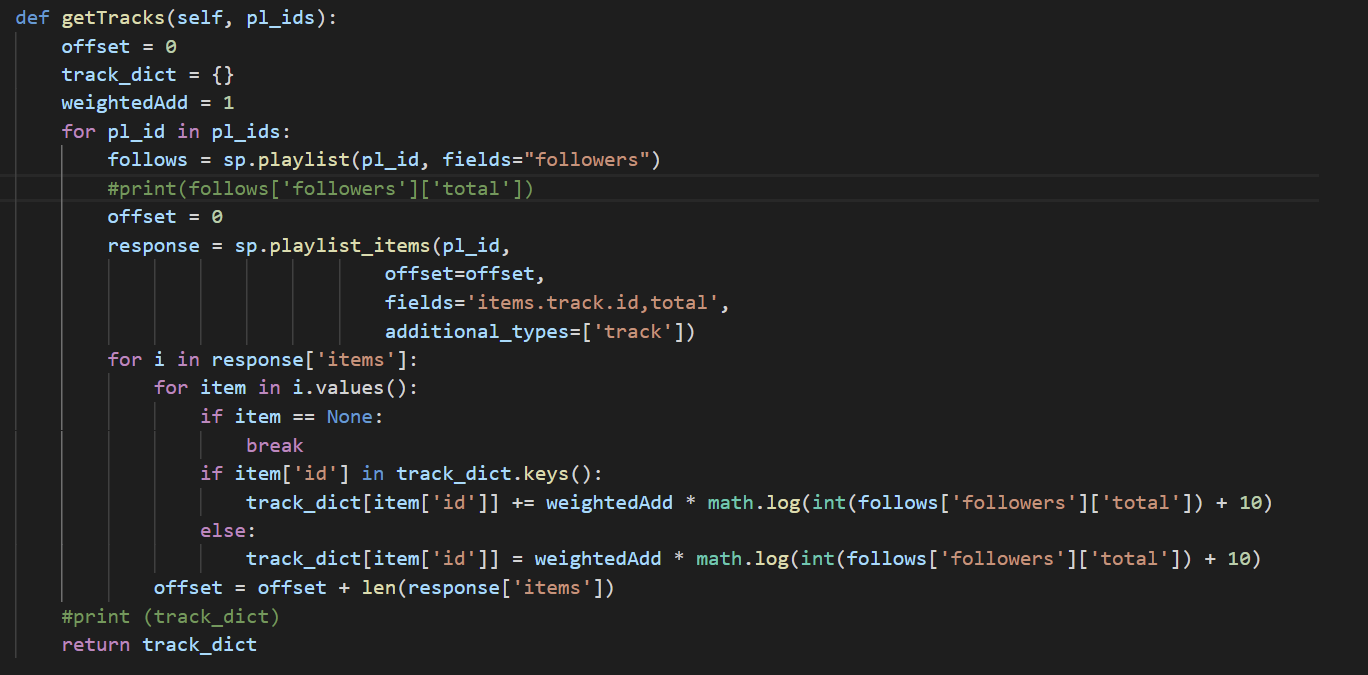 def getTracks(self, pl_ids):
    offset = 0
    track_dict = {}
    weightedAdd = 1
    for pl_id in pl_ids:
        follows = sp.playlist(pl_id, fields="followers")
        #print(follows['followers']['total'])
        offset = 0
        response = sp.playlist_items(pl_id,
                                offset=offset,
                                fields='items.track.id,total',
                                additional_types=['track'])
        for i in response['items']:
            for item in i.values():
                if item == None:
                    break
                if item['id'] in track_dict.keys():
                    track_dict[item['id']] += weightedAdd * math.log(int(follows['followers']['total']) + 10)
                else:
                    track_dict[item['id']] = weightedAdd * math.log(int(follows['followers']['total']) + 10)
            offset = offset + len(response['items'])
    #print (track_dict)
    return track_dict